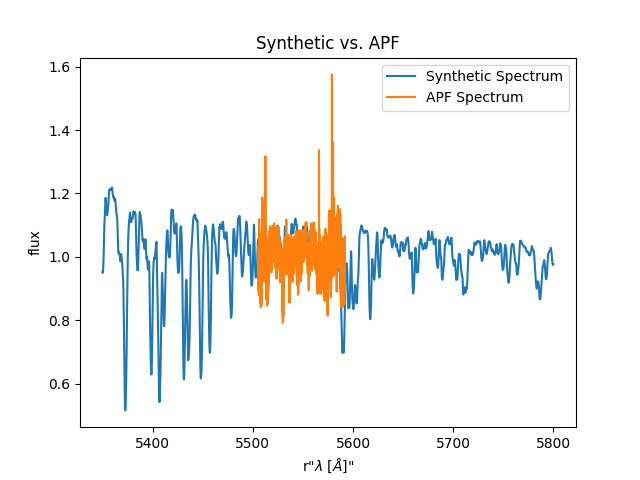 Synthetic vs. APF
Synthetic Spectrum
APF Spectrum
flux
1.6
1.4
1.2
1.0
0.8
0.6
5400
5500
5600
5700
5800
r"λ [Å]"